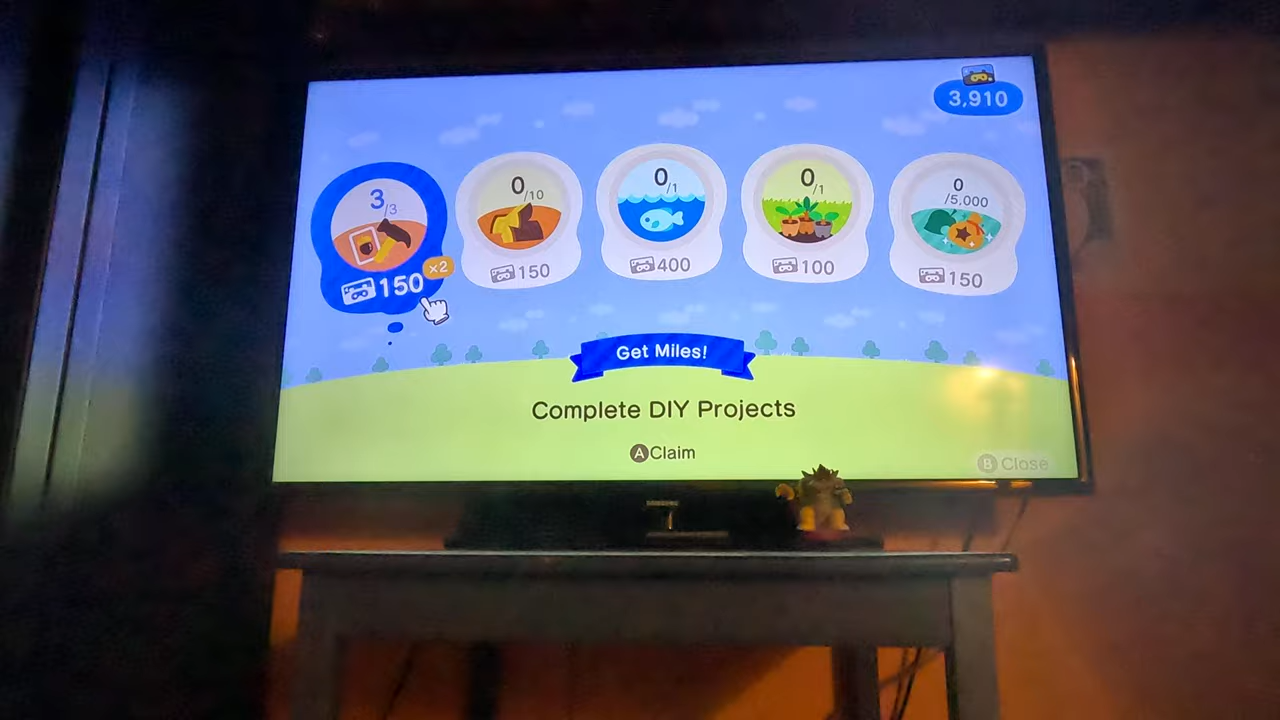 3,910
3/3
150
x2
0/10
150
0/1
400
0/1
100
0
/5,000
150
Get Miles!
Complete DIY Projects
A Claim
B Close